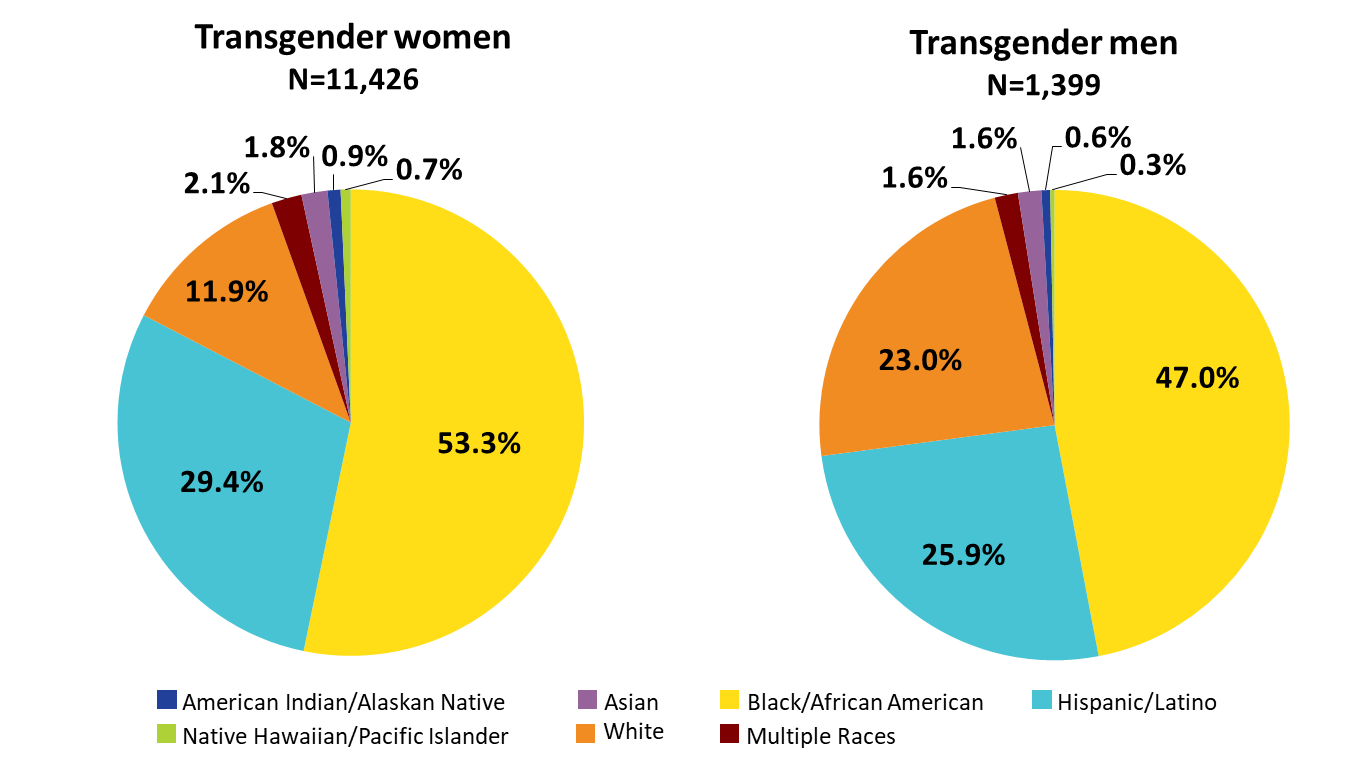 Transgender women
N=11,426
1.8%
0.9%
0.7%
2.1%
11.9%
53.3%
29.4%
Transgender men
N=1,399
1.6%
0.6%
0.3%
1.6%
23.0%
47.0%
25.9%
American Indian/Alaskan Native
Asian
Black/African American
Hispanic/Latino
Native Hawaiian/Pacific Islander
White
Multiple Races